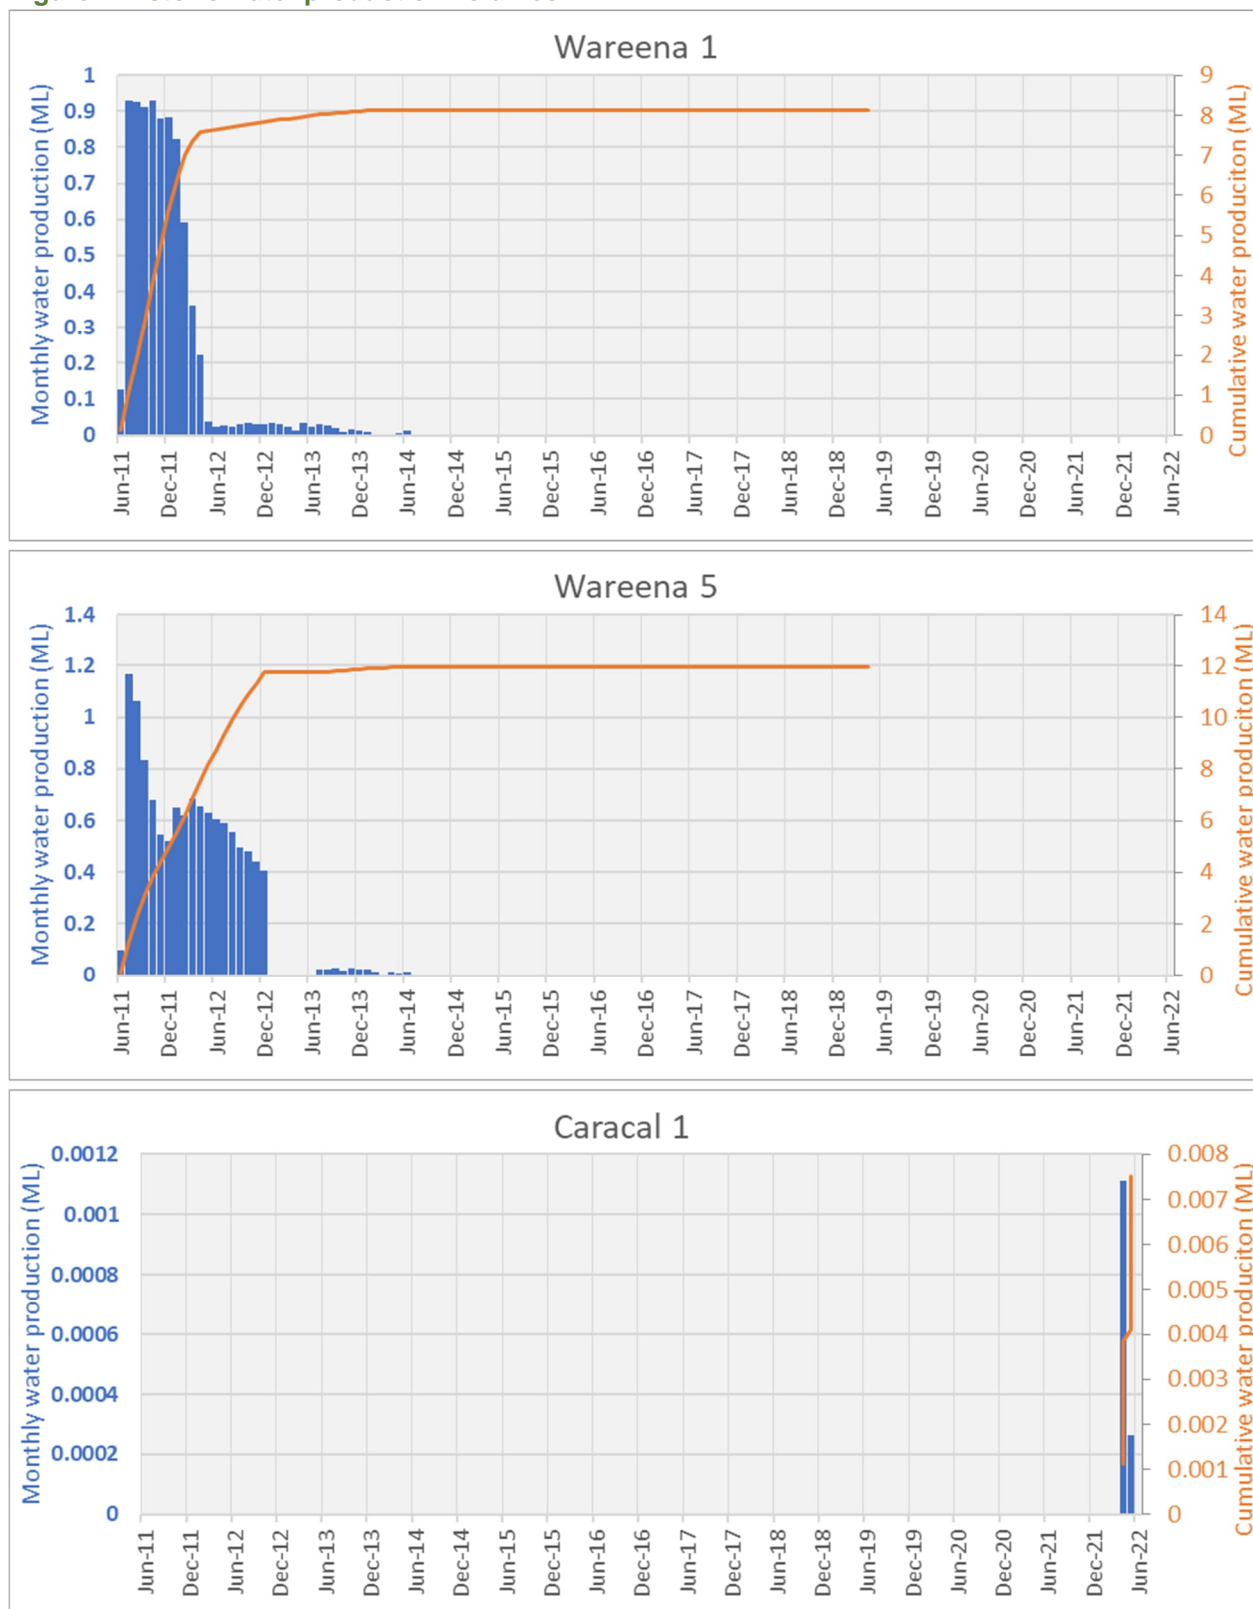 Wareena 1
Monthly water production (ML)
1
0.9
0.8
0.7
0.6
0.5
0.4
0.3
0.2
0.1
0
9
8
7
6
5
4
3
2
1
0
Cumulative water produciton (ML)
Jun-11
Dec-11
Jun-12
Dec-12
Jun-13
Dec-13
Jun-14
Dec-14
Jun-15
Dec-15
Jun-16
Dec-16
Jun-17
Dec-17
Jun-18
Dec-18
Jun-19
Dec-19
Jun-20
Dec-20
Jun-21
Dec-21
Jun-22
Wareena 5
Monthly water production (ML)
1.4
1.2
1
0.8
0.6
0.4
0.2
0
14
12
10
8
6
4
2
0
Cumulative water produciton (ML)
Jun-11
Dec-11
Jun-12
Dec-12
Jun-13
Dec-13
Jun-14
Dec-14
Jun-15
Dec-15
Jun-16
Dec-16
Jun-17
Dec-17
Jun-18
Dec-18
Jun-19
Dec-19
Jun-20
Dec-20
Jun-21
Dec-21
Jun-22
Caracal 1
Monthly water production (ML)
0.0012
0.001
0.0008
0.0006
0.0004
0.0002
0
0.008
0.007
0.006
0.005
0.004
0.003
0.002
0.001
0
Cumulative water produciton (ML)
Jun-11
Dec-11
Jun-12
Dec-12
Jun-13
Dec-13
Jun-14
Dec-14
Jun-15
Dec-15
Jun-16
Dec-16
Jun-17
Dec-17
Jun-18
Dec-18
Jun-19
Dec-19
Jun-20
Dec-20
Jun-21
Dec-21
Jun-22